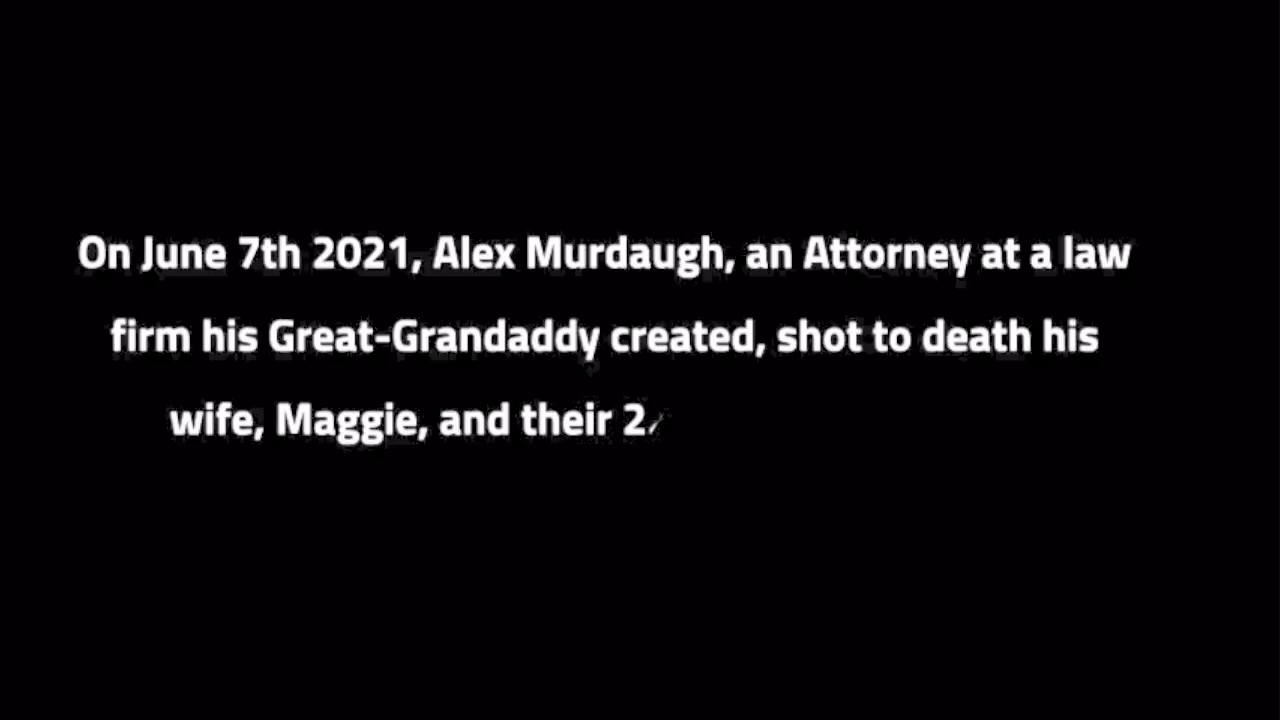 On June 7th 2021, Alex Murdaugh, an Attorney at a law
firm his Great-Grandaddy created, shot to death his
wife, Maggie, and their 2